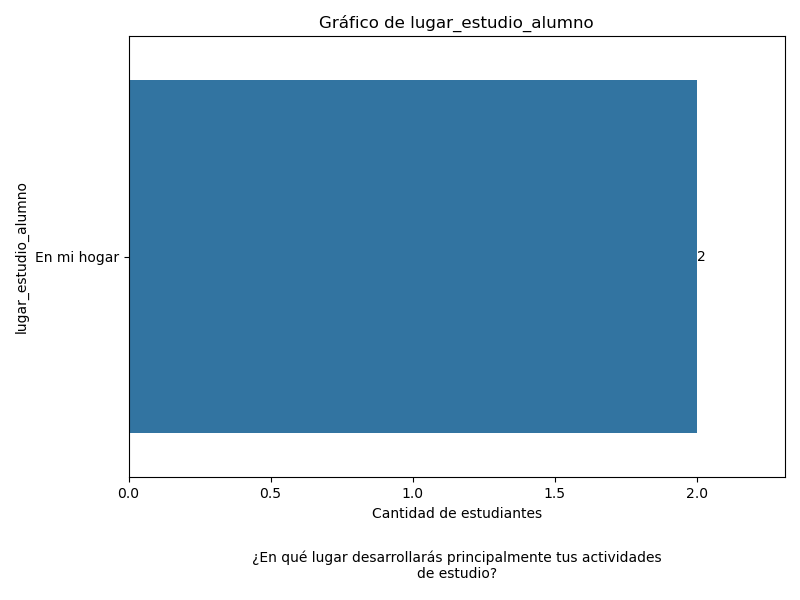 Gráfico de lugar_estudio_alumno
lugar_estudio_alumno
En mi hogar
2
0.0 0.5 1.0 1.5 2.0
Cantidad de estudiantes
¿En qué lugar desarrollarás principalmente tus actividades
de estudio?